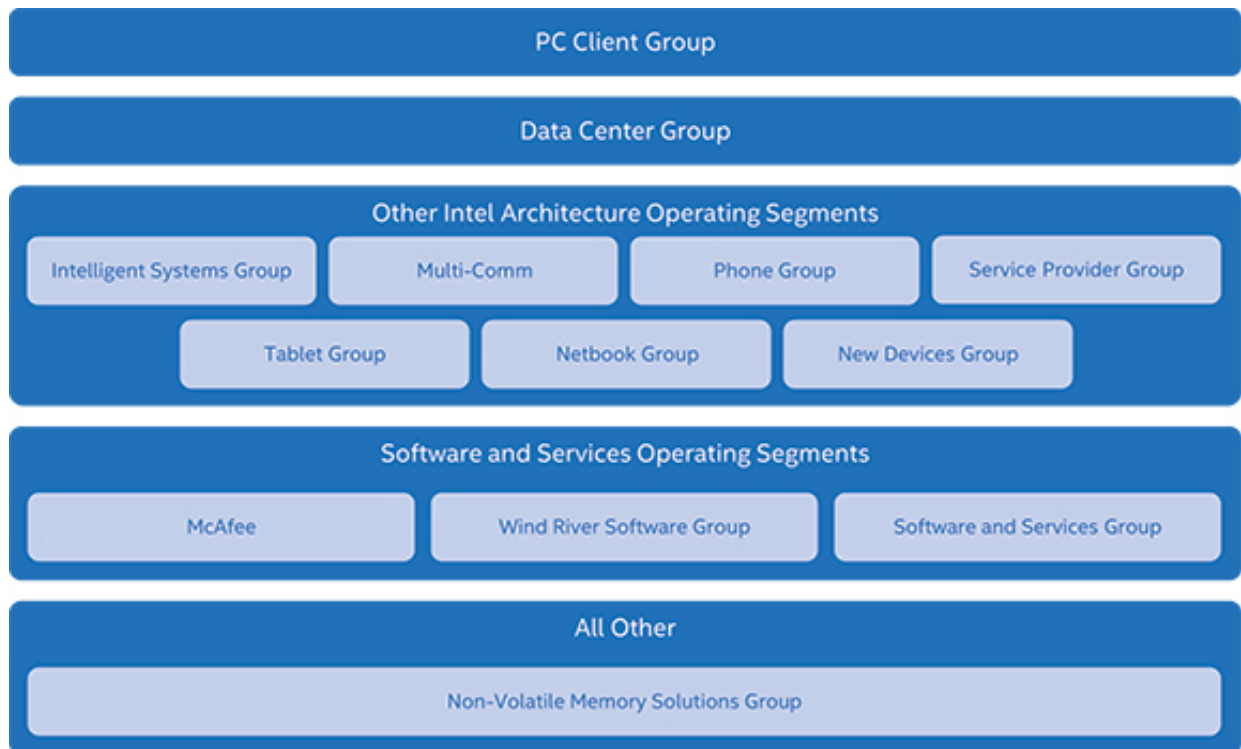 PC Client Group
Data Center Group
Other Intel Architecture Operating Segments
Intelligent Systems Group
Multi-Comm
Phone Group
Service Provider Group
Tablet Group
Netbook Group
New Devices Group
Software and Services Operating Segments
McAfee
Wind River Software Group
Software and Services Group
All Other
Non-Volatile Memory Solutions Group